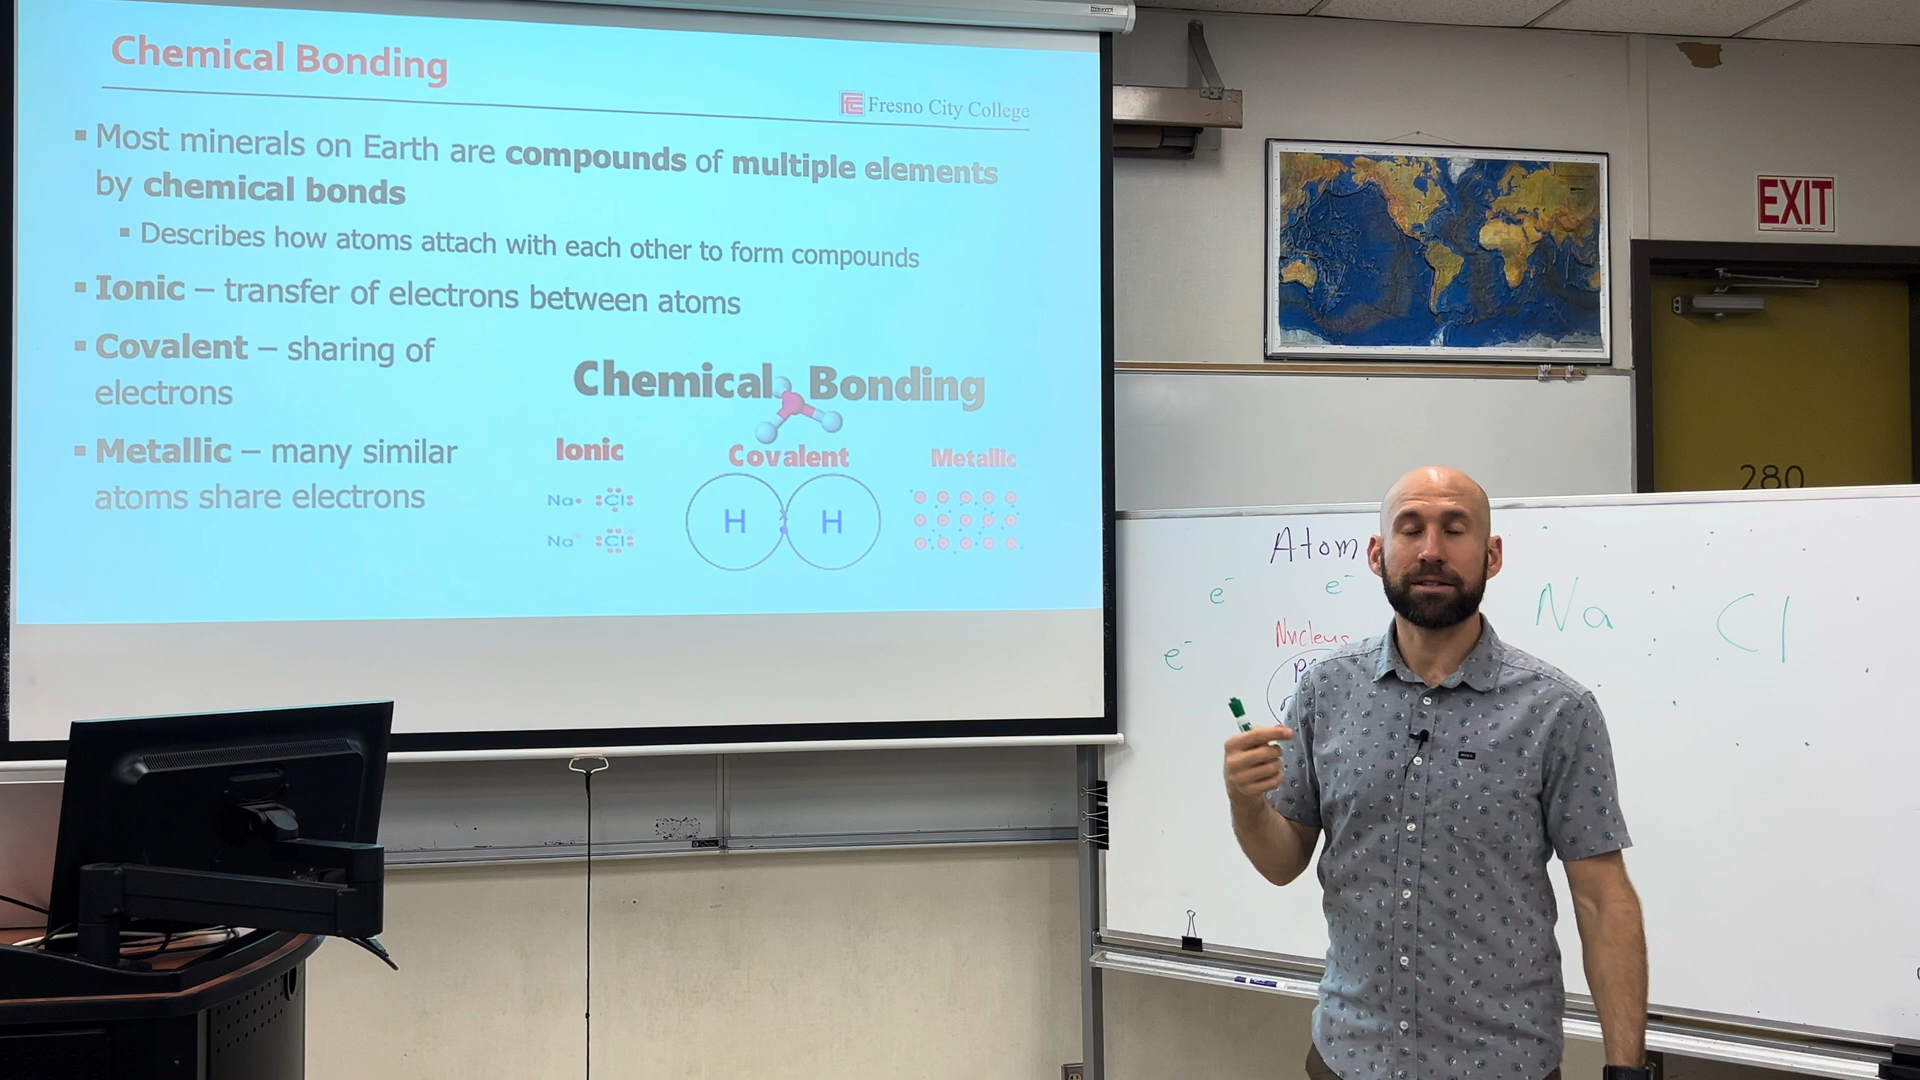 Chemical Bonding
FCC Fresno City College
▪ Most minerals on Earth are compounds of multiple elements
by chemical bonds
▪ Describes how atoms attach with each other to form compounds
▪ Ionic – transfer of electrons between atoms
▪ Covalent – sharing of
electrons
▪ Metallic – many similar
atoms share electrons
Chemical Bonding
Ionic Covalent Metallic
Na Cl
Na Cl
H H
EXIT
280
Atom
e⁻ e⁻
Nucleus
e⁻
Na Cl